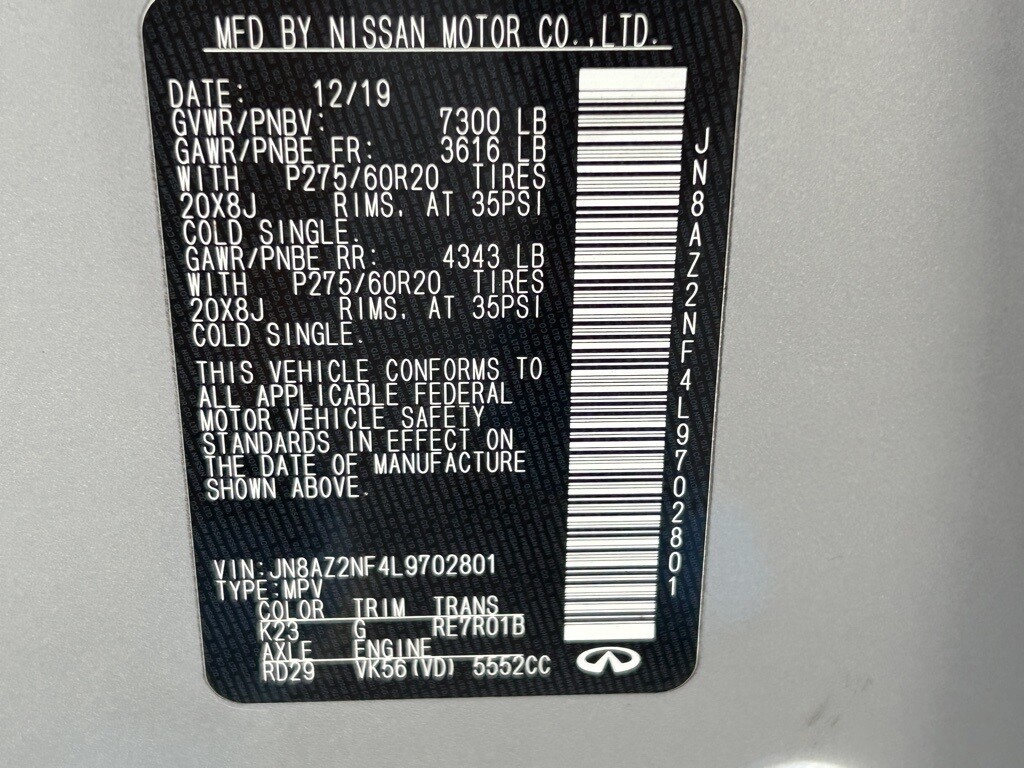 MFD BY NISSAN MOTOR CO.,LTD.
DATE: 12/19
GVWR/PNBV: 7300 LB
GAWR/PNBE FR: 3616 LB
WITH P275/60R20 TIRES
20X8J RIMS. AT 35PSI
COLD SINGLE.
GAWR/PNBE RR: 4343 LB
WITH P275/60R20 TIRES
20X8J RIMS. AT 35PSI
COLD SINGLE.
THIS VEHICLE CONFORMS TO
ALL APPLICABLE FEDERAL
MOTOR VEHICLE SAFETY
STANDARDS IN EFFECT ON
THE DATE OF MANUFACTURE
SHOWN ABOVE.
VIN:JN8AZ2NF4L9702801
TYPE:MPV
COLOR TRIM TRANS
K23 G RE7R01B
AXLE ENGINE
RD29 VK56(VD) 5552CC
JN8AZ2NF4L9702801